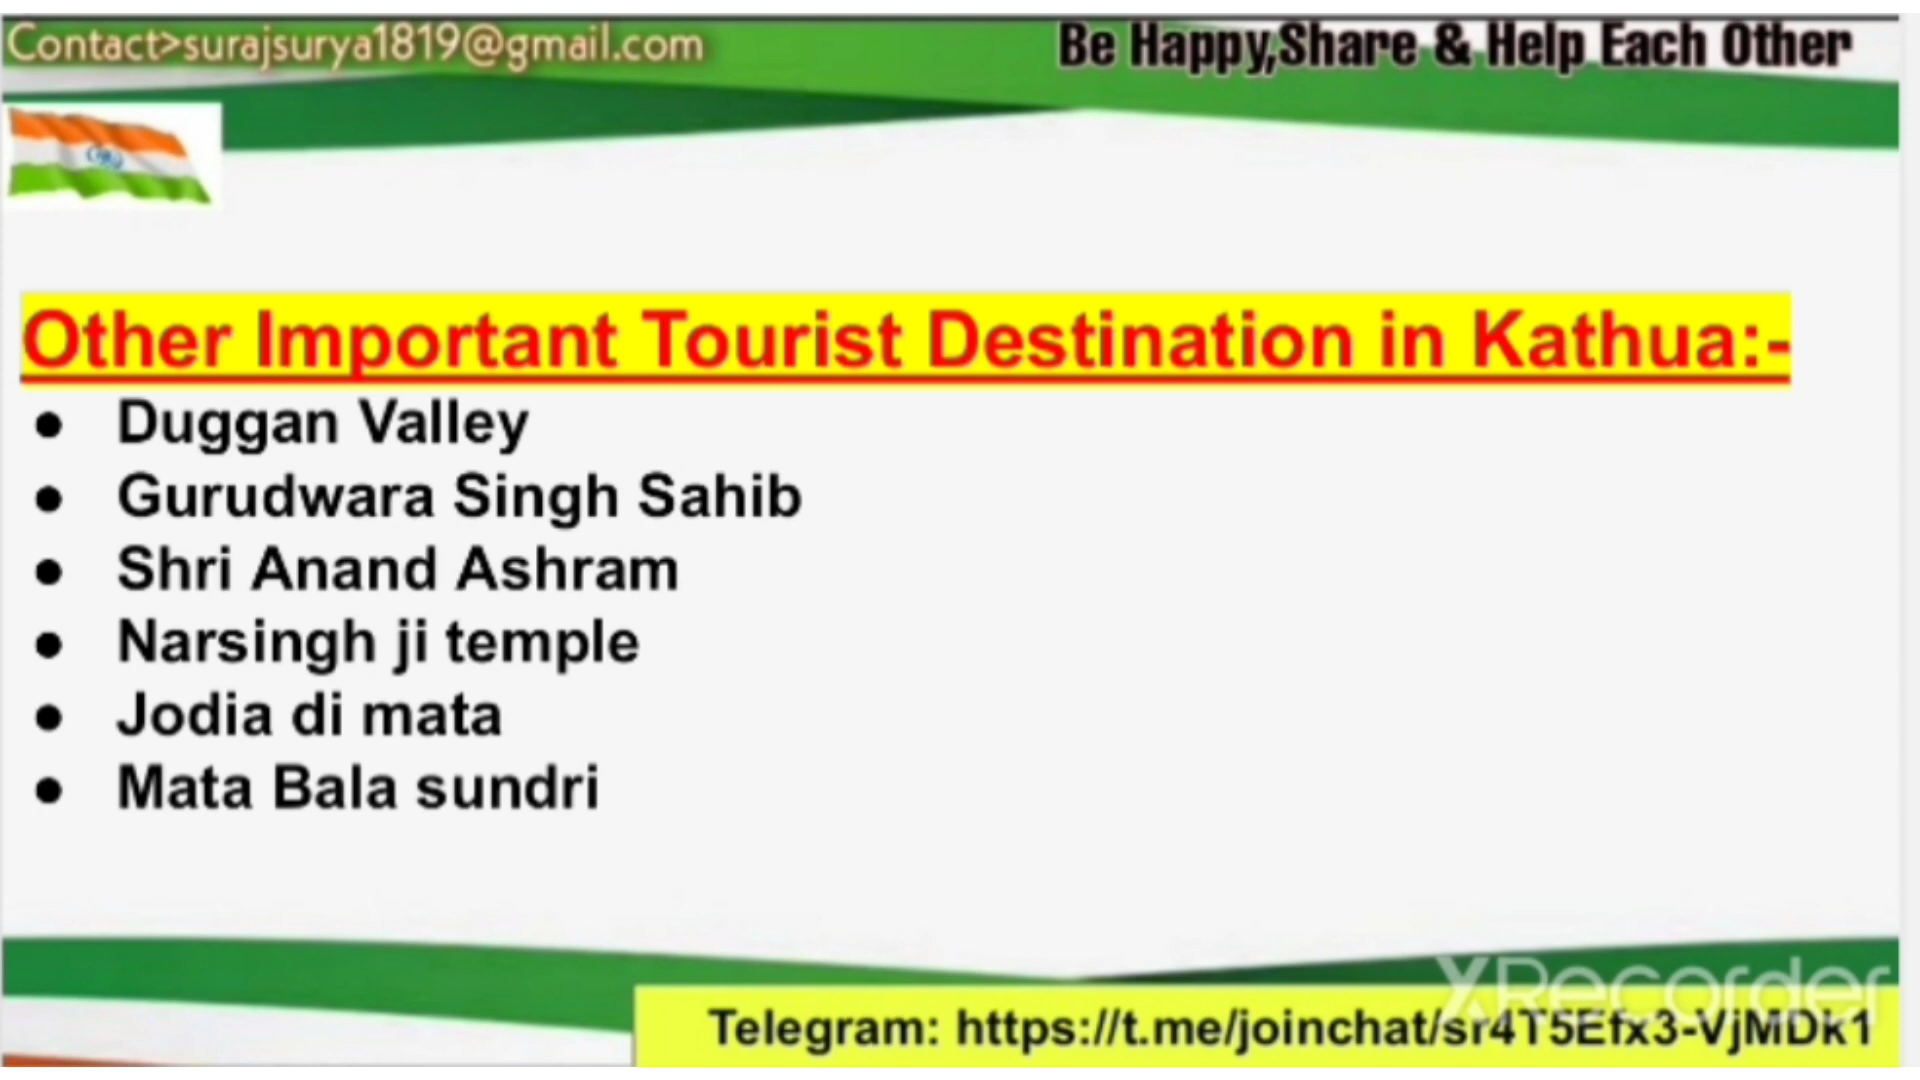 Contact>surajsurya1819@gmail.com
Be Happy,Share & Help Each Other
Other Important Tourist Destination in Kathua:-
● Duggan Valley
● Gurudwara Singh Sahib
● Shri Anand Ashram
● Narsingh ji temple
● Jodia di mata
● Mata Bala sundri
XRecorder
Telegram: https://t.me/joinchat/sr4T5Efx3-VjMDk1